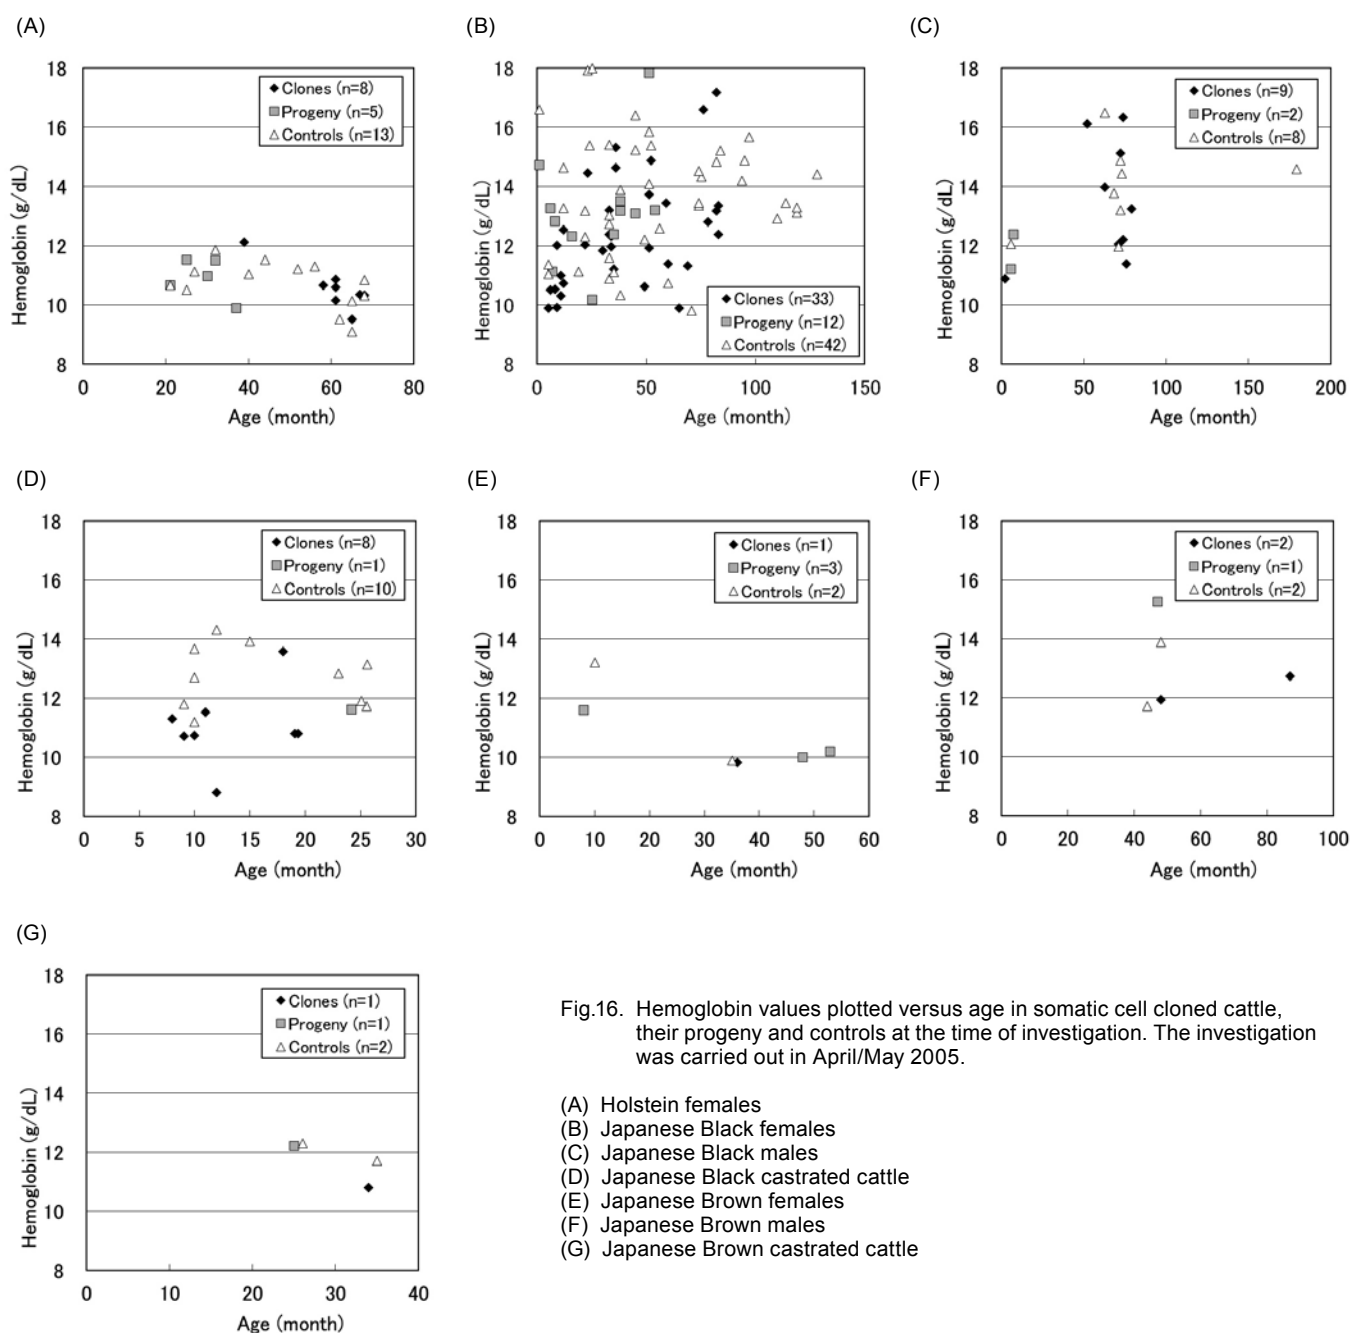 (A)
18
16
14
12
10
8
0
20
40
60
80
Hemoglobin (g/dL)
Age (month)
Clones (n=8)
Progeny (n=5)
Controls (n=13)
(B)
18
16
14
12
10
8
0
50
100
150
Hemoglobin (g/dL)
Age (month)
Clones (n=33)
Progeny (n=12)
Controls (n=42)
(C)
18
16
14
12
10
8
0
50
100
150
200
Hemoglobin (g/dL)
Age (month)
Clones (n=9)
Progeny (n=2)
Controls (n=8)
(D)
18
16
14
12
10
8
0
5
10
15
20
25
30
Hemoglobin (g/dL)
Age (month)
Clones (n=8)
Progeny (n=1)
Controls (n=10)
(E)
18
16
14
12
10
8
0
10
20
30
40
50
60
Hemoglobin (g/dL)
Age (month)
Clones (n=1)
Progeny (n=3)
Controls (n=2)
(F)
18
16
14
12
10
8
0
20
40
60
80
100
Hemoglobin (g/dL)
Age (month)
Clones (n=2)
Progeny (n=1)
Controls (n=2)
(G)
18
16
14
12
10
8
0
10
20
30
40
Hemoglobin (g/dL)
Age (month)
Clones (n=1)
Progeny (n=1)
Controls (n=2)
Fig.16. Hemoglobin values plotted versus age in somatic cell cloned cattle,
their progeny and controls at the time of investigation. The investigation
was carried out in April/May 2005.
(A) Holstein females
(B) Japanese Black females
(C) Japanese Black males
(D) Japanese Black castrated cattle
(E) Japanese Brown females
(F) Japanese Brown males
(G) Japanese Brown castrated cattle